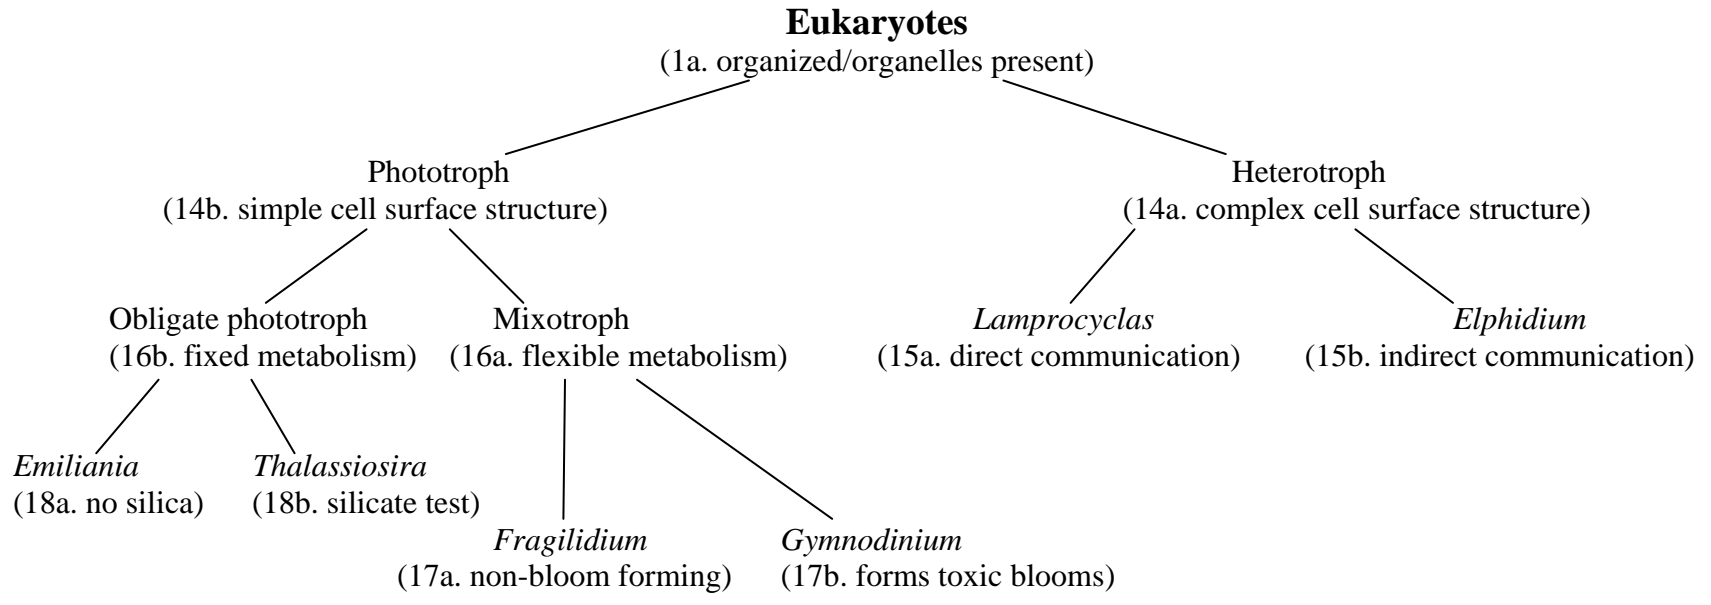 Eukaryotes
(1a. organized/organelles present)
Phototroph
(14b. simple cell surface structure)
Heterotroph
(14a. complex cell surface structure)
Obligate phototroph
(16b. fixed metabolism)
Mixotroph
(16a. flexible metabolism)
Lamprocyclas
(15a. direct communication)
Elphidium
(15b. indirect communication)
Emiliania
(18a. no silica)
Thalassiosira
(18b. silicate test)
Fragilidium
(17a. non-bloom forming)
Gymnodinium
(17b. forms toxic blooms)